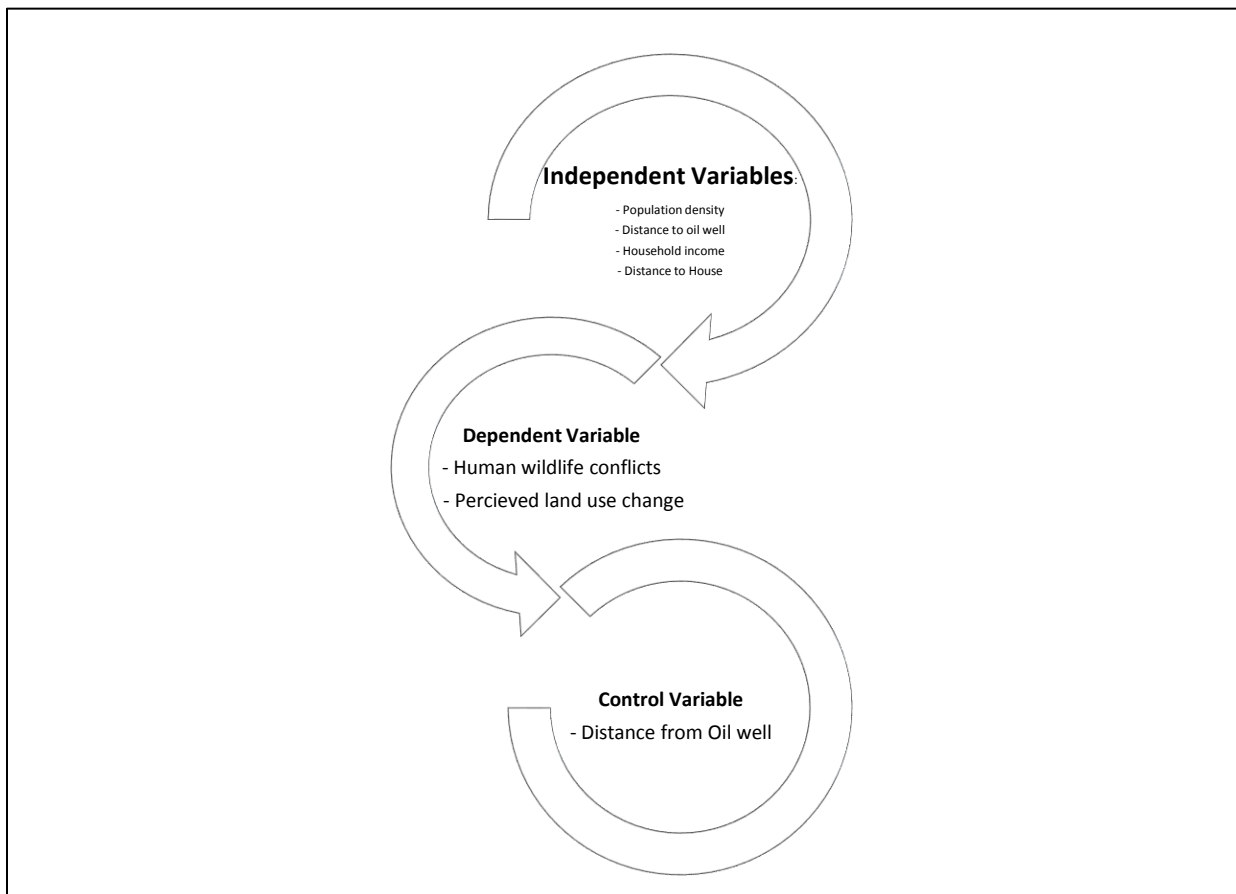 Independent Variables:
- Population density
- Distance to oil well
- Household income
- Distance to House
Dependent Variable
- Human wildlife conflicts
- Percieved land use change
Control Variable
- Distance from Oil well